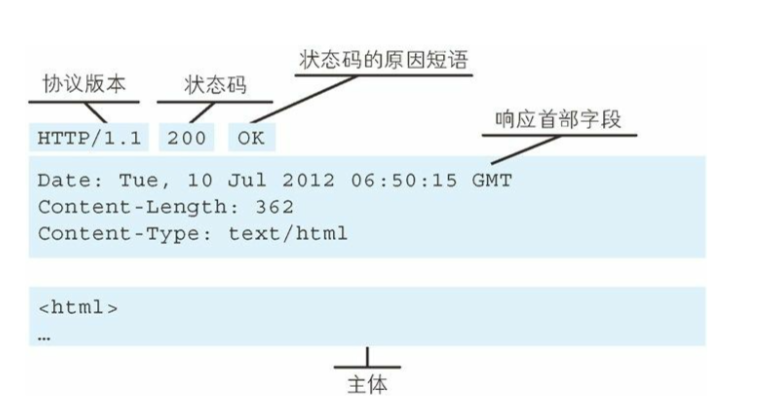 状态码的原因短语
协议版本 状态码
响应首部字段
HTTP/1.1 200 OK
Date: Tue, 10 Jul 2012 06:50:15 GMT
Content-Length: 362
Content-Type: text/html
<html>
…
主体